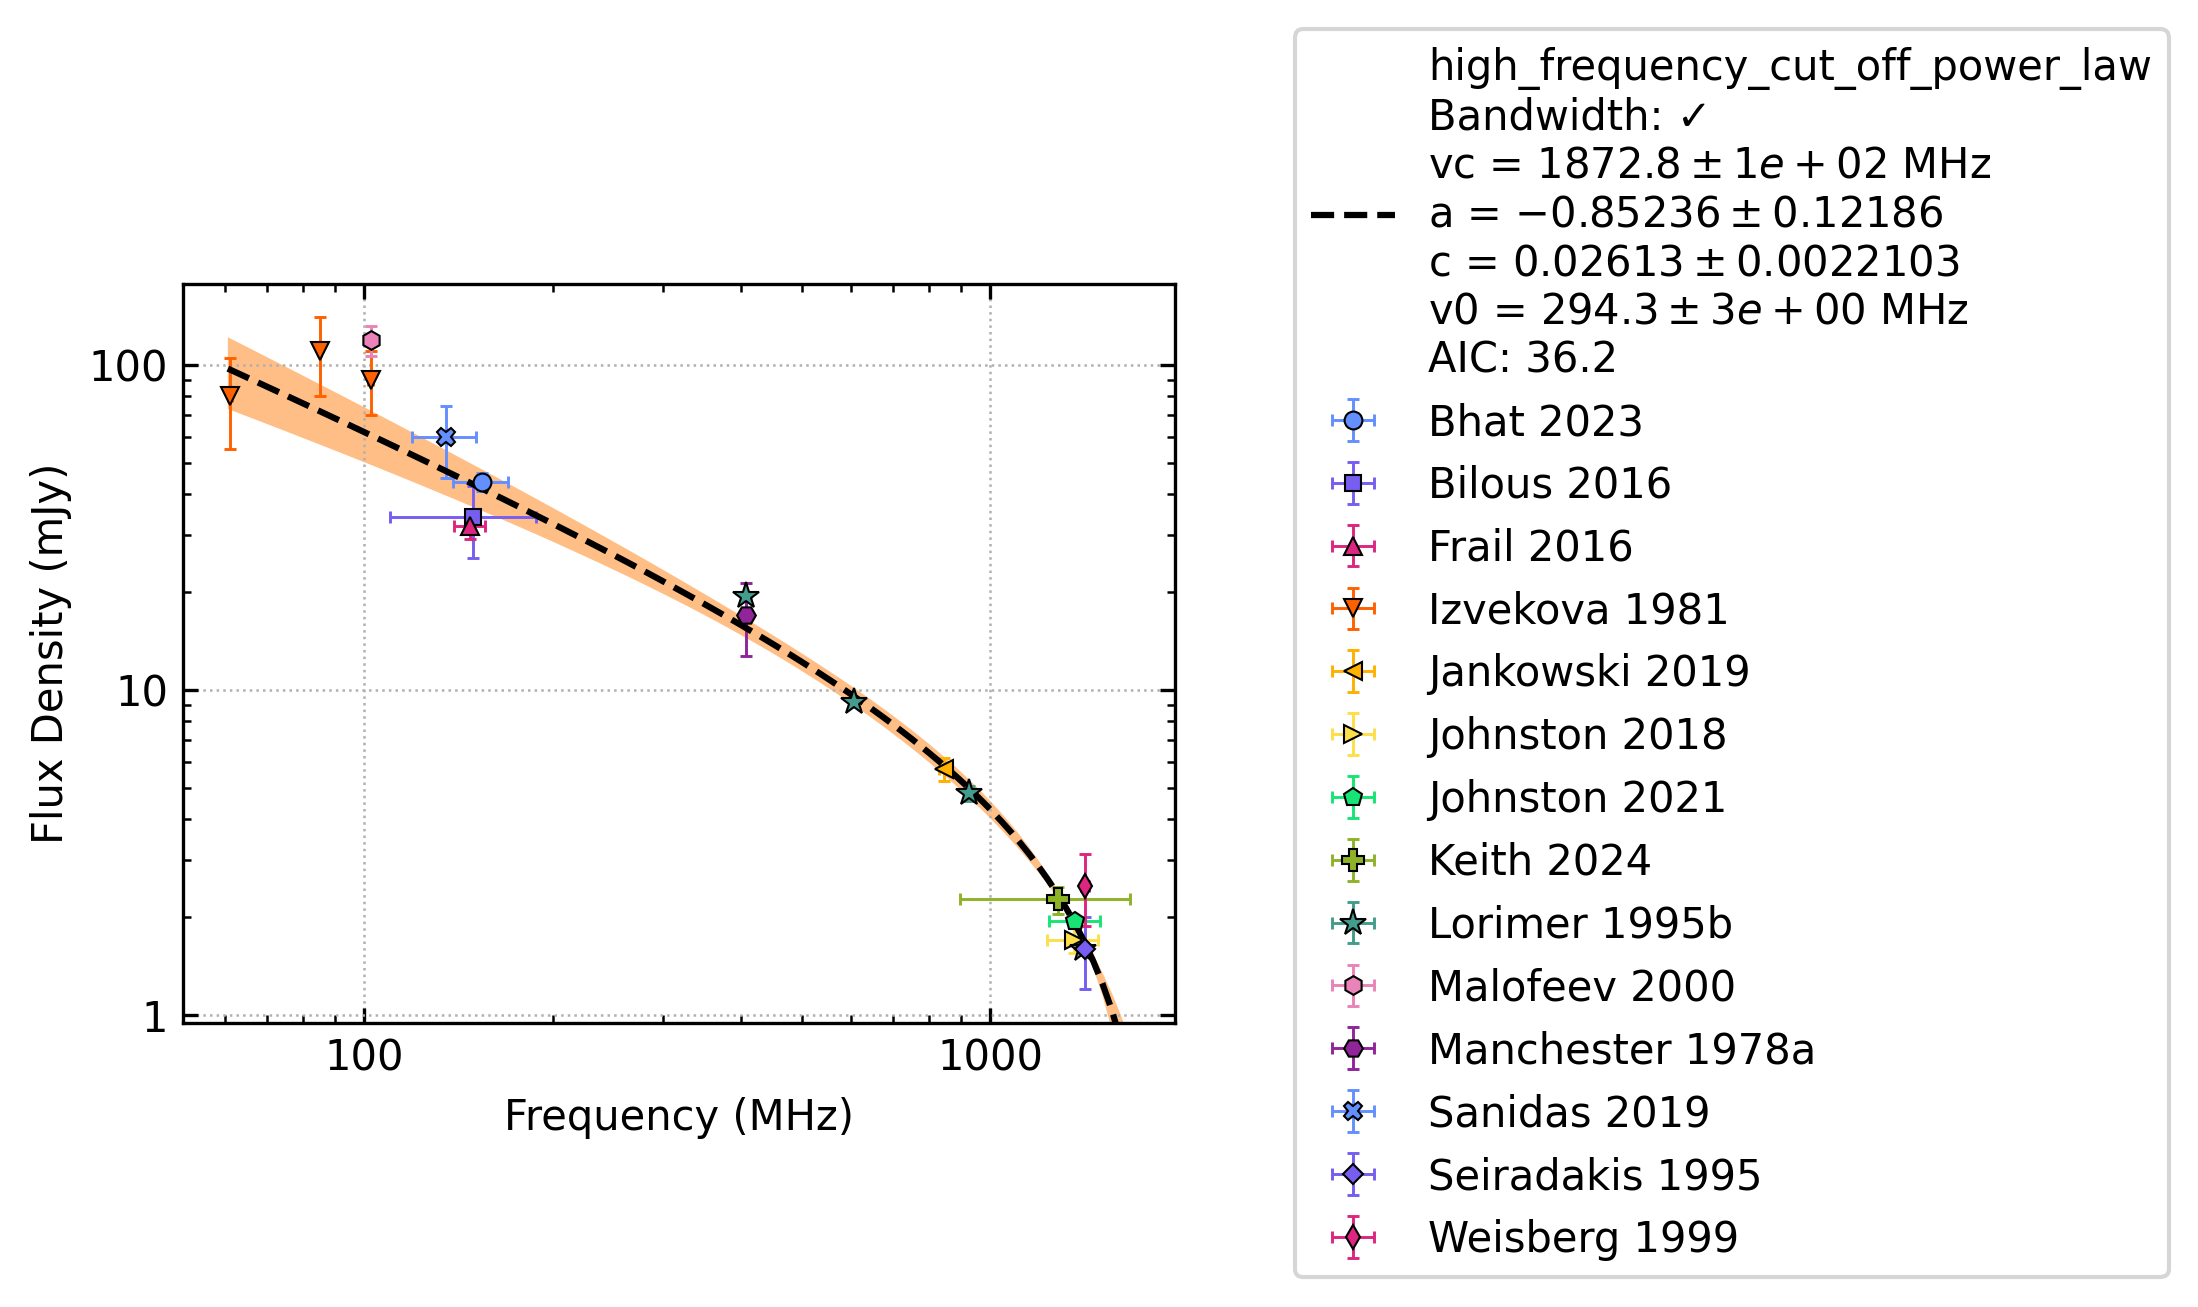 high_frequency_cut_off_power_law
Bandwidth: ✓
vc = 1872.8 ± 1e + 02 MHz
a = −0.85236 ± 0.12186
c = 0.02613 ± 0.0022103
v0 = 294.3 ± 3e + 00 MHz
AIC: 36.2
Bhat 2023
Bilous 2016
Frail 2016
Izvekova 1981
Jankowski 2019
Johnston 2018
Johnston 2021
Keith 2024
Lorimer 1995b
Malofeev 2000
Manchester 1978a
Sanidas 2019
Seiradakis 1995
Weisberg 1999
Flux Density (mJy)
100
10
1
100
1000
Frequency (MHz)